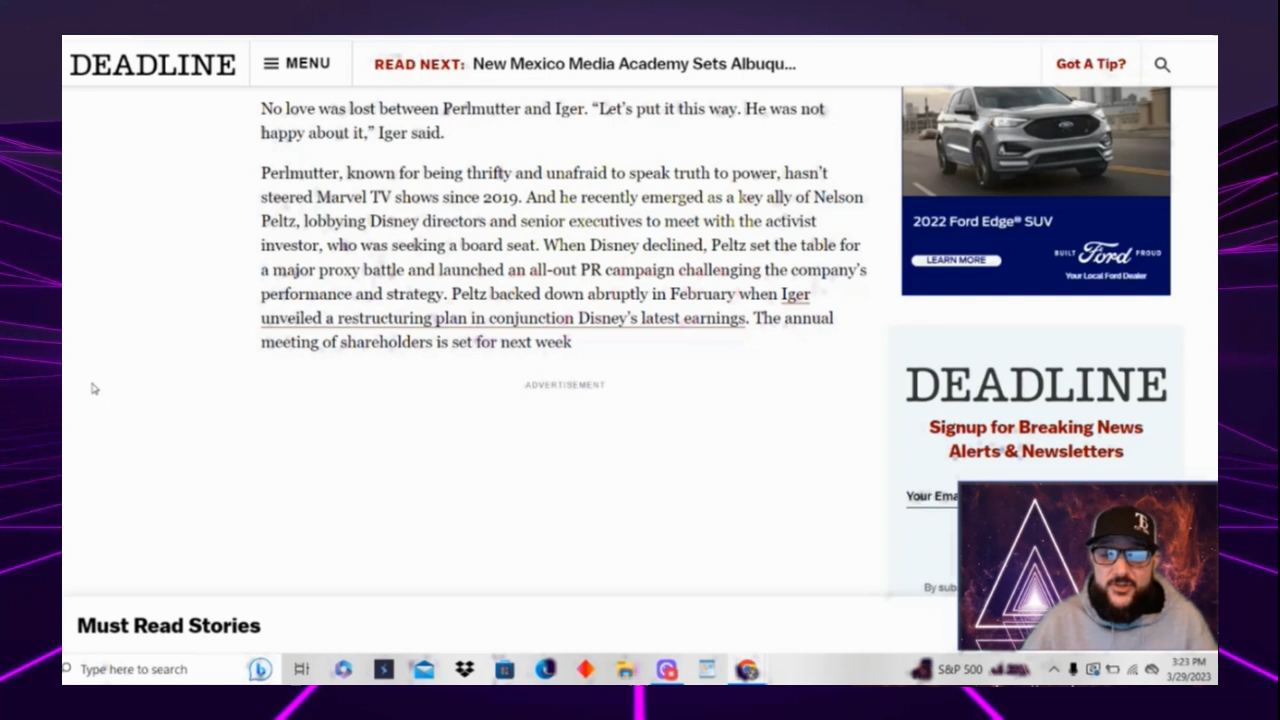 DEADLINE
MENU
READ NEXT: New Mexico Media Academy Sets Albuqu...
Got A Tip?
No love was lost between Perlmutter and Iger. “Let’s put it this way. He was not
happy about it,” Iger said.
Perlmutter, known for being thrifty and unafraid to speak truth to power, hasn’t
steered Marvel TV shows since 2019. And he recently emerged as a key ally of Nelson
Peltz, lobbying Disney directors and senior executives to meet with the activist
investor, who was seeking a board seat. When Disney declined, Peltz set the table for
a major proxy battle and launched an all-out PR campaign challenging the company’s
performance and strategy. Peltz backed down abruptly in February when Iger
unveiled a restructuring plan in conjunction Disney’s latest earnings. The annual
meeting of shareholders is set for next week
ADVERTISEMENT
2022 Ford Edge® SUV
LEARN MORE
BUILT Ford PROUD
Your Local Ford Dealer
DEADLINE
Signup for Breaking News
Alerts & Newsletters
Your Ema
By sub
Must Read Stories
Type here to search
S&P 500
3:23 PM
3/29/2023